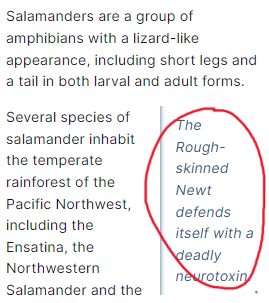 Salamanders are a group of
amphibians with a lizard-like
appearance, including short legs and
a tail in both larval and adult forms.
Several species of
salamander inhabit
the temperate
rainforest of the
Pacific Northwest,
including the
Ensatina, the
Northwestern
Salamander and the
The
Rough-
skinned
Newt
defends
itself with a
deadly
neurotoxin